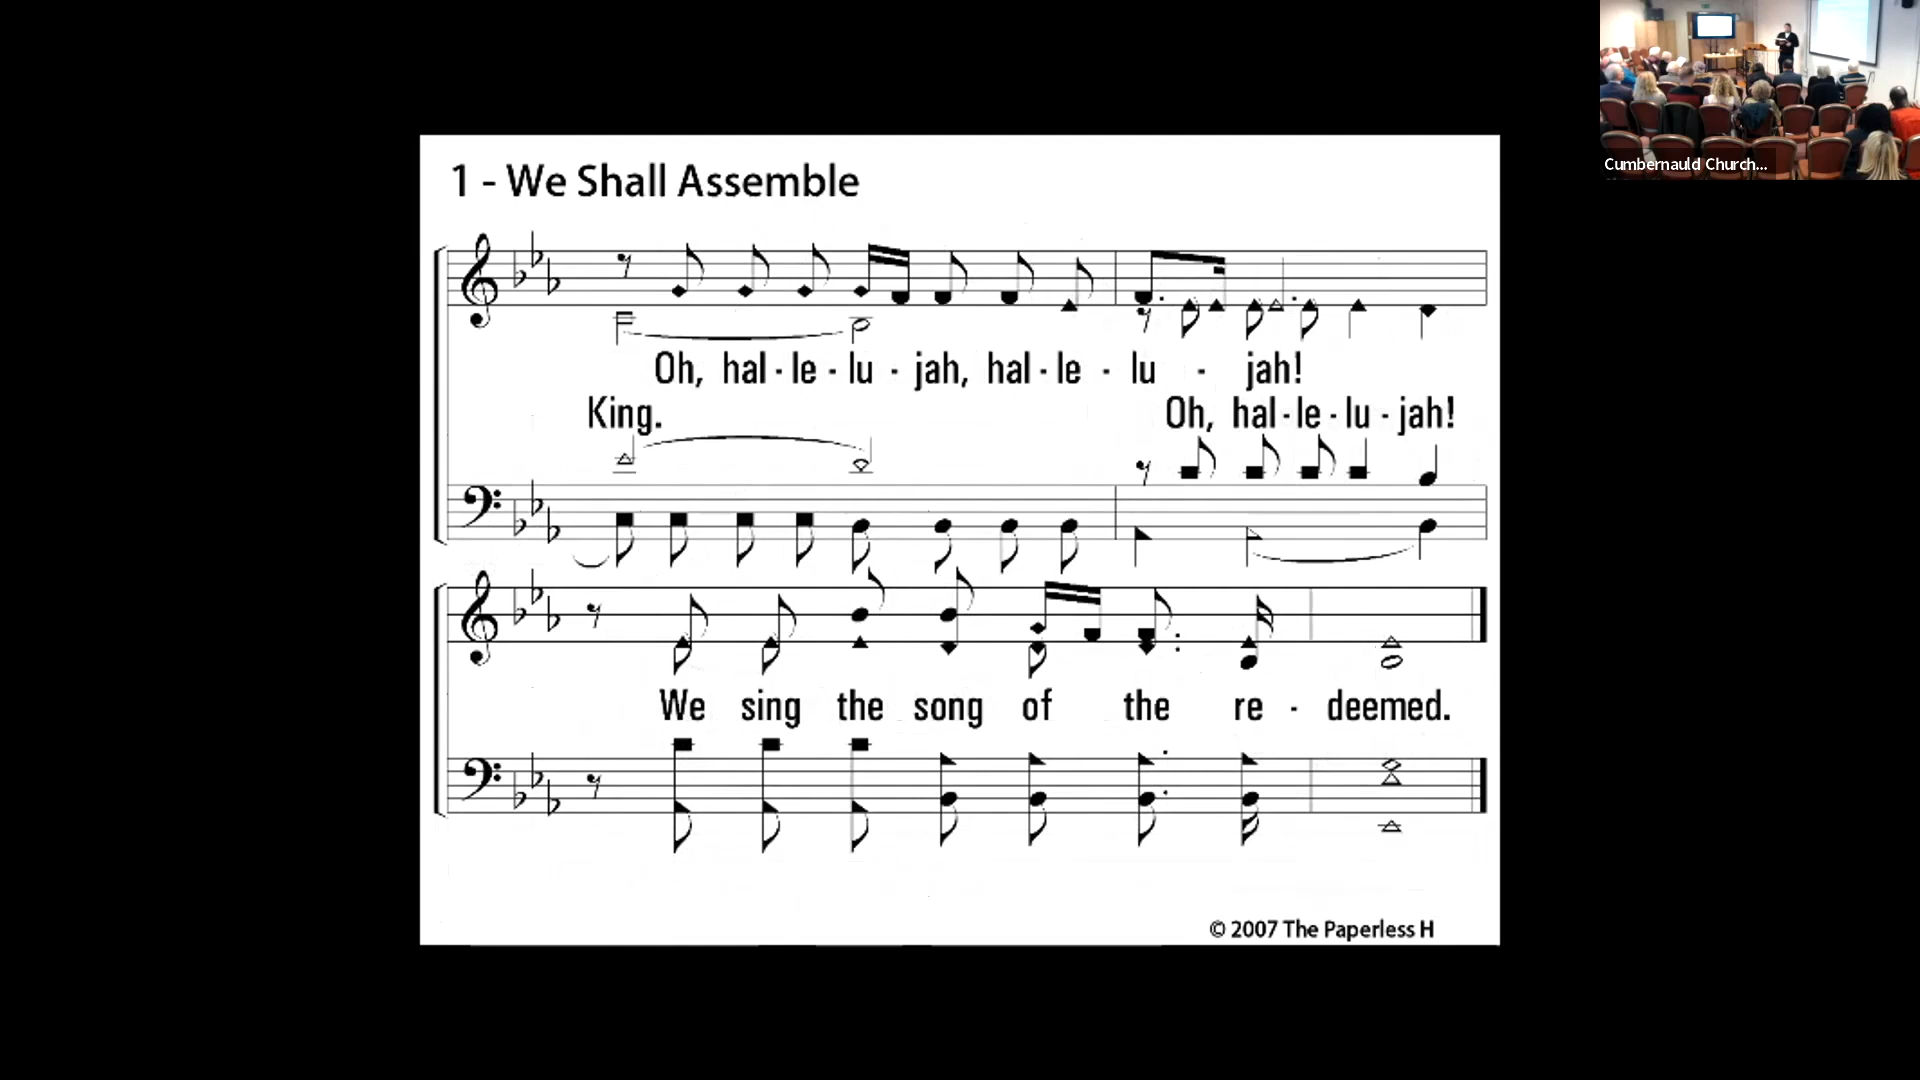 1 - We Shall Assemble
Oh, hal - le - lu - jah, hal - le - lu - jah!
King. Oh, hal - le - lu - jah!
We sing the song of the re - deemed.
© 2007 The Paperless H
Cumbernauld Church...